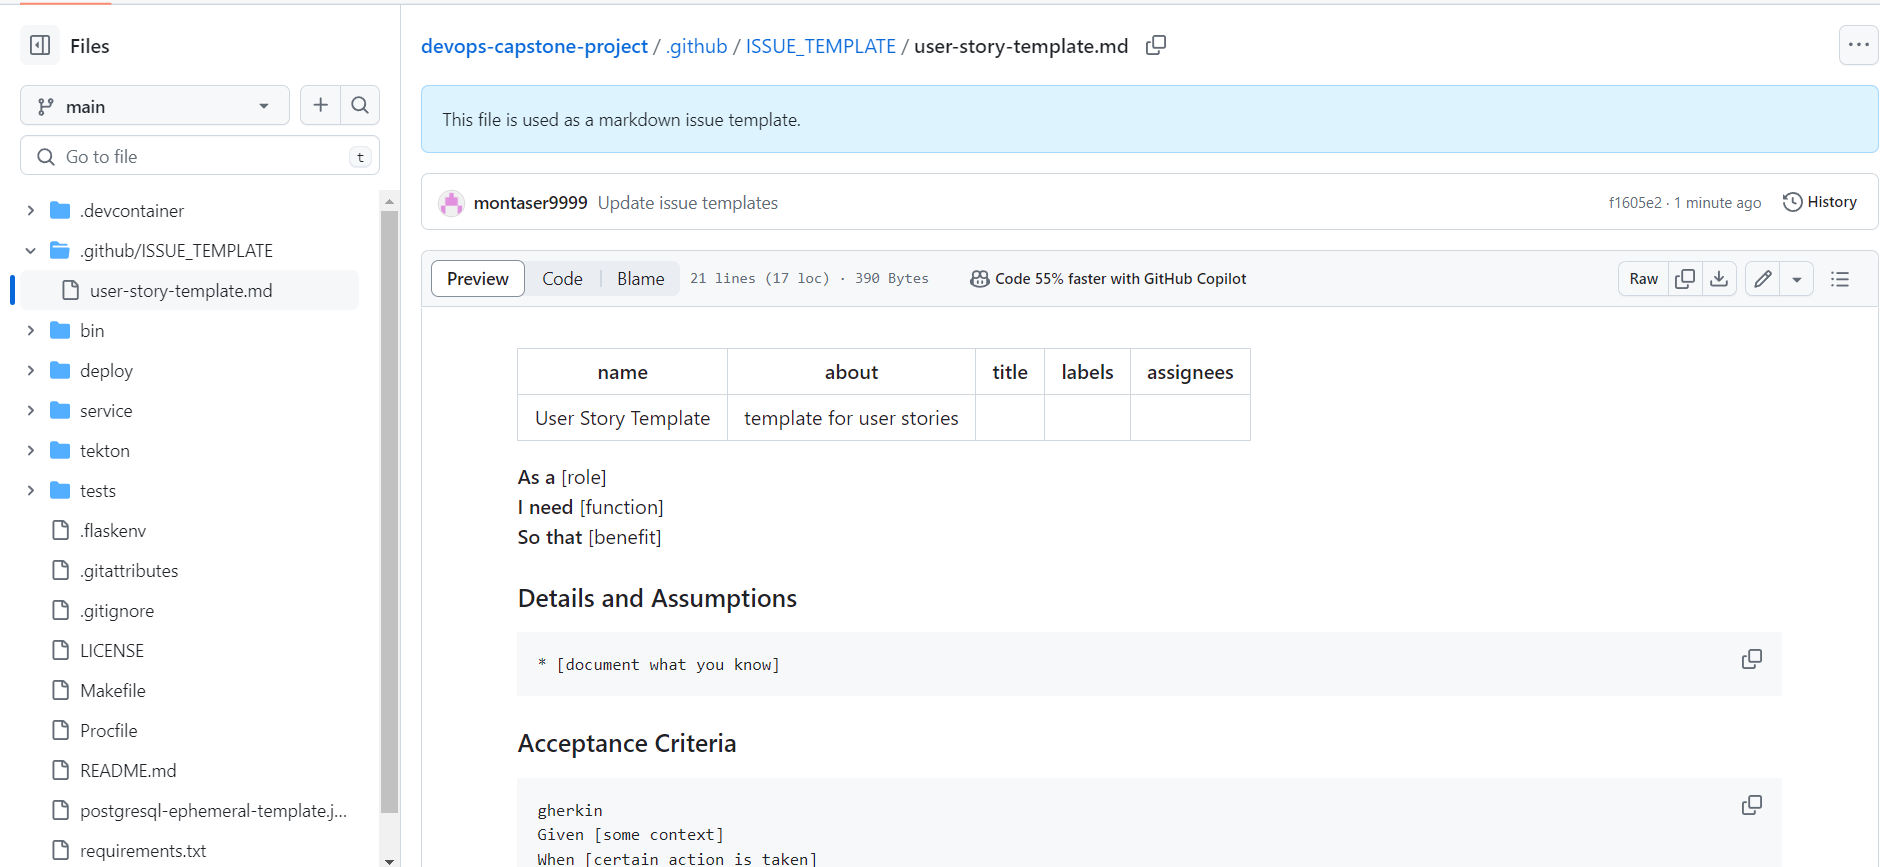 Files
main
Go to file
t
.devcontainer
.github/ISSUE_TEMPLATE
user-story-template.md
bin
deploy
service
tekton
tests
.flaskenv
.gitattributes
.gitignore
LICENSE
Makefile
Procfile
README.md
postgresql-ephemeral-template.j...
requirements.txt
devops-capstone-project / .github / ISSUE_TEMPLATE / user-story-template.md
This file is used as a markdown issue template.
montaser9999 Update issue templates f1605e2 · 1 minute ago History
Preview Code Blame 21 lines (17 loc) · 390 Bytes Code 55% faster with GitHub Copilot Raw
name about title labels assignees
User Story Template template for user stories
As a [role]
I need [function]
So that [benefit]
Details and Assumptions
* [document what you know]
Acceptance Criteria
gherkin
Given [some context]
When [certain action is taken]